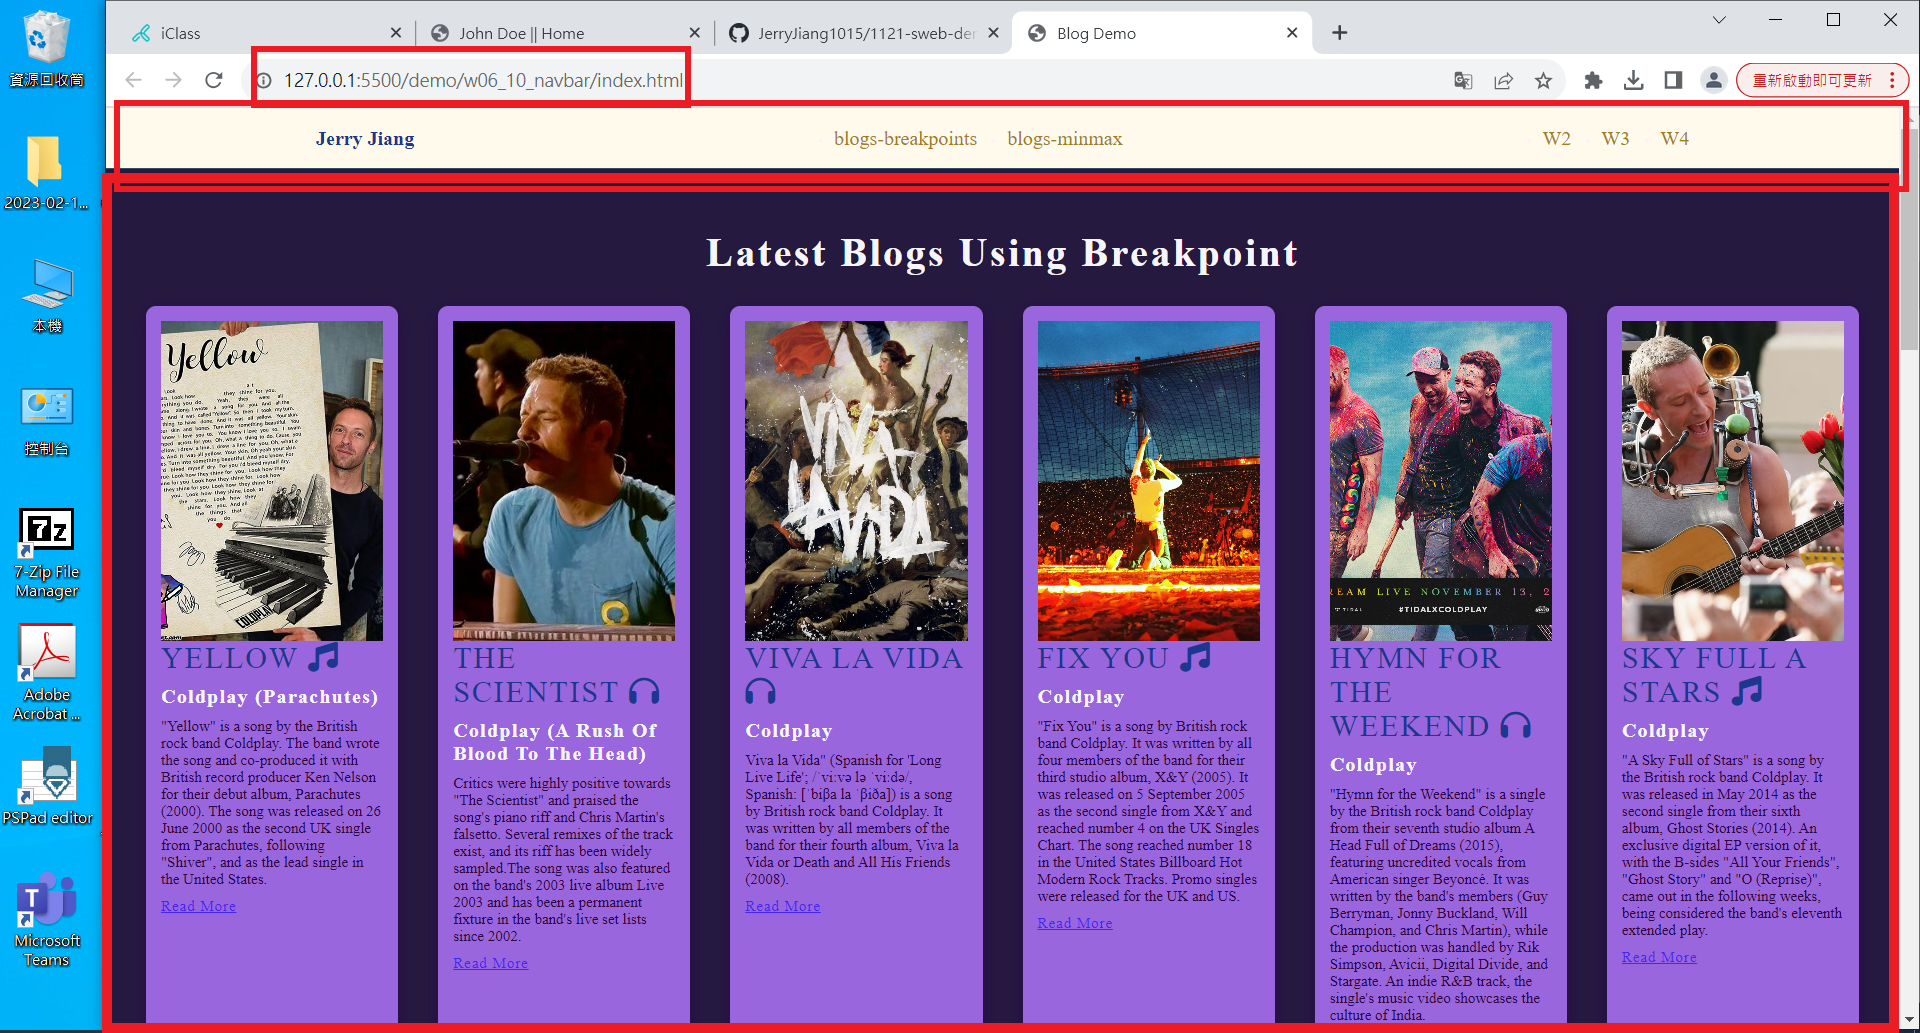 iClass
John Doe || Home
JerryJiang1015/1121-sweb-der
Blog Demo
127.0.0.1:5500/demo/w06_10_navbar/index.html
重新啟動即可更新
資源回收筒
2023-02-1...
本機
控制台
7-Zip File
Manager
Adobe
Acrobat ...
PSPad editor
Microsoft
Teams
Jerry Jiang
blogs-breakpoints
blogs-minmax
W2
W3
W4
Latest Blogs Using Breakpoint
Yellow
COLDPLAY
YELLOW
Coldplay (Parachutes)
"Yellow" is a song by the British
rock band Coldplay. The band wrote
the song and co-produced it with
British record producer Ken Nelson
for their debut album, Parachutes
(2000). The song was released on 26
June 2000 as the second UK single
from Parachutes, following
"Shiver", and as the lead single in
the United States.
Read More
THE
SCIENTIST
Coldplay (A Rush Of
Blood To The Head)
Critics were highly positive towards
"The Scientist" and praised the
song's piano riff and Chris Martin's
falsetto. Several remixes of the track
exist, and its riff has been widely
sampled.The song was also featured
on the band's 2003 live album Live
2003 and has been a permanent
fixture in the band's live set lists
since 2002.
Read More
VIVA LA VIDA
VIVA LA VIDA
Coldplay
Viva la Vida" (Spanish for 'Long
Live Life'; /ˈviːvə lə ˈviːdə/,
Spanish: [ˈbiβa la ˈβiða]) is a song
by British rock band Coldplay. It
was written by all members of the
band for their fourth album, Viva la
Vida or Death and All His Friends
(2008).
Read More
FIX YOU
Coldplay
"Fix You" is a song by British rock
band Coldplay. It was written by all
four members of the band for their
third studio album, X&Y (2005). It
was released on 5 September 2005
as the second single from X&Y and
reached number 4 on the UK Singles
Chart. The song reached number 18
in the United States Billboard Hot
Modern Rock Tracks. Promo singles
were released for the UK and US.
Read More
REAM LIVE NOVEMBER 13, 2
TIDAL
#TIDALXCOLDPLAY
HYMN FOR
THE
WEEKEND
Coldplay
"Hymn for the Weekend" is a single
by the British rock band Coldplay
from their seventh studio album A
Head Full of Dreams (2015),
featuring uncredited vocals from
American singer Beyoncé. It was
written by the band's members (Guy
Berryman, Jonny Buckland, Will
Champion, and Chris Martin), while
the production was handled by Rik
Simpson, Avicii, Digital Divide, and
Stargate. An indie R&B track, the
single's music video showcases the
culture of India.
SKY FULL A
STARS
Coldplay
"A Sky Full of Stars" is a song by
the British rock band Coldplay. It
was released in May 2014 as the
second single from their sixth
album, Ghost Stories (2014). An
exclusive digital EP version of it,
with the B-sides "All Your Friends",
"Ghost Story" and "O (Reprise)",
came out in the following weeks,
being considered the band's eleventh
extended play.
Read More